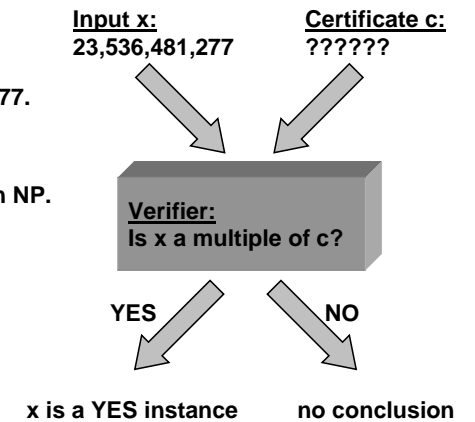 Input x:
23,536,481,277
Certificate c:
??????
77.
NP.
Verifier:
Is x a multiple of c?
YES
NO
x is a YES instance
no conclusion